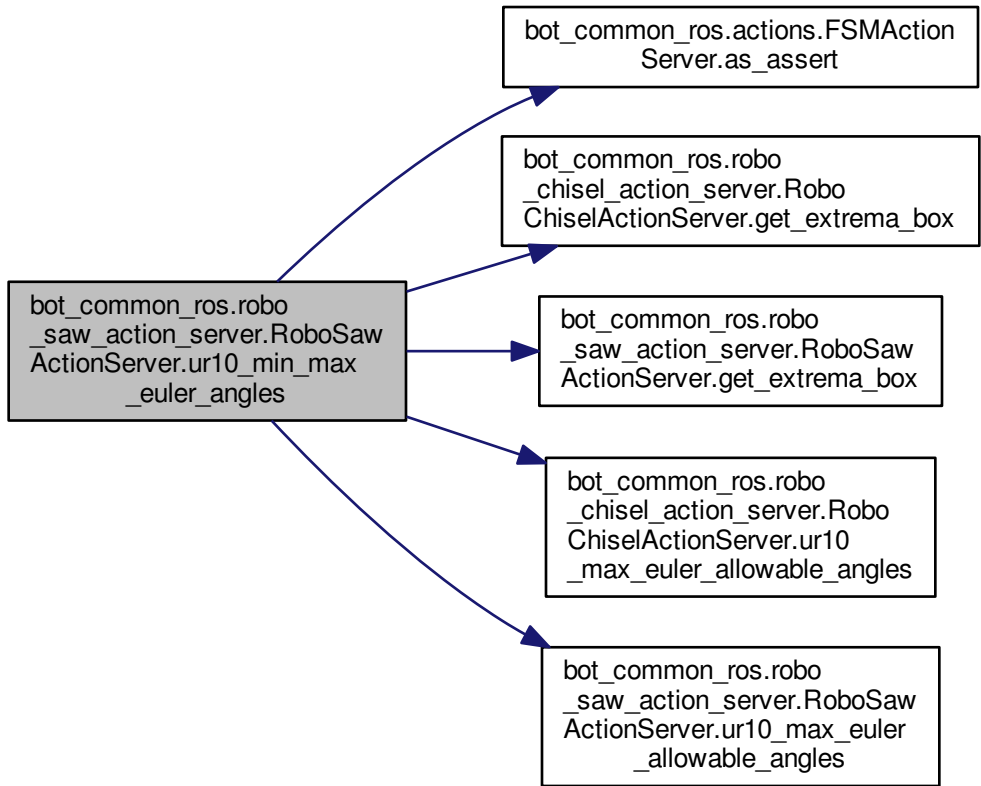 bot_common_ros.actions.FSMAction
Server.as_assert
bot_common_ros.robo
_chisel_action_server.Robo
ChiselActionServer.get_extrema_box
bot_common_ros.robo
_saw_action_server.RoboSaw
ActionServer.ur10_min_max
_euler_angles
bot_common_ros.robo
_saw_action_server.RoboSaw
ActionServer.get_extrema_box
bot_common_ros.robo
_chisel_action_server.Robo
ChiselActionServer.ur10
_max_euler_allowable_angles
bot_common_ros.robo
_saw_action_server.RoboSaw
ActionServer.ur10_max_euler
_allowable_angles